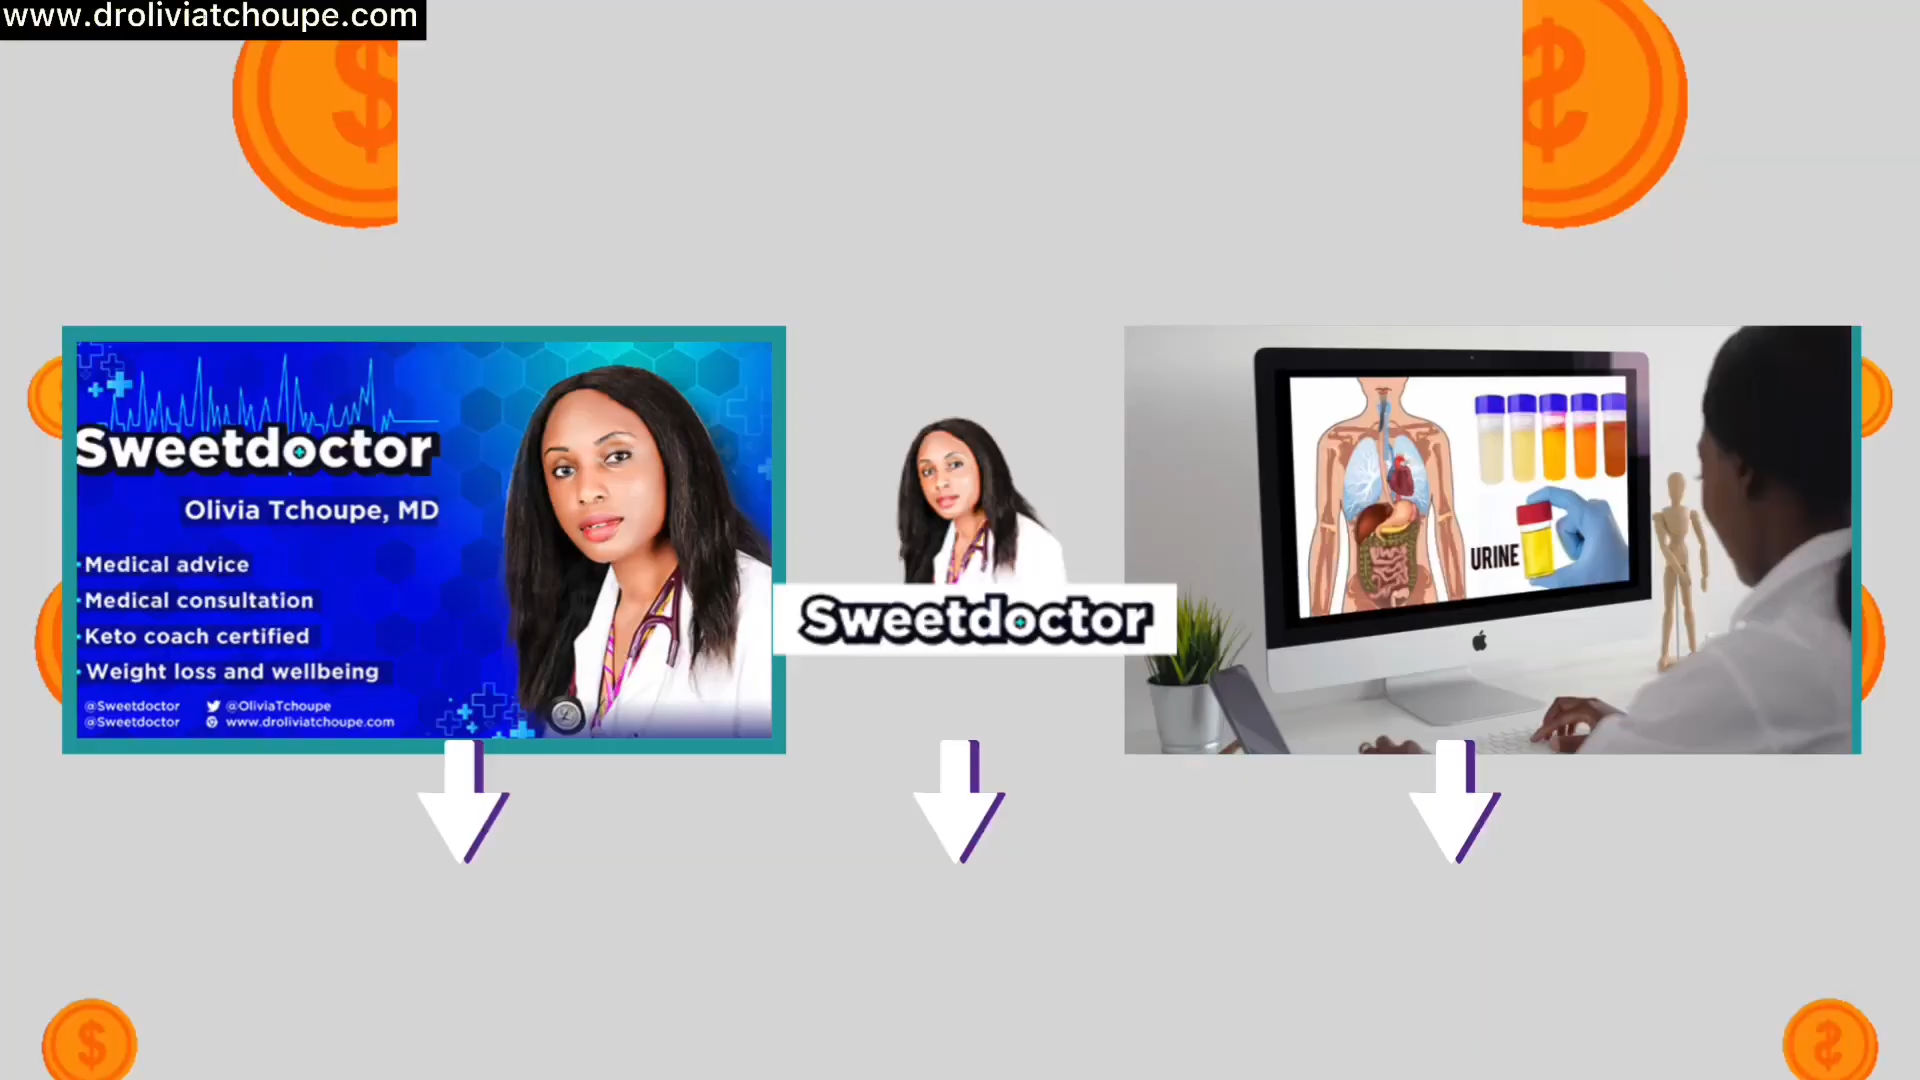 www.droliviatchoupe.com
Sweetdoctor
Olivia Tchoupe, MD
Medical advice
Medical consultation
Keto coach certified
Weight loss and wellbeing
@Sweetdoctor @OliviaTchoupe
@Sweetdoctor www.droliviatchoupe.com
Sweetdoctor
URINE